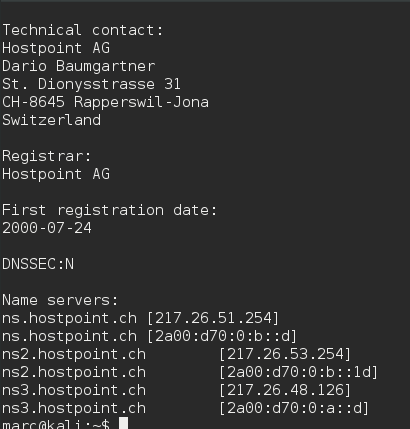 Technical contact:
Hostpoint AG
Dario Baumgartner
St. Dionysstrasse 31
CH-8645 Rapperswil-Jona
Switzerland
Registrar:
Hostpoint AG
First registration date:
2000-07-24
DNSSEC:N
Name servers:
ns.hostpoint.ch [217.26.51.254]
ns.hostpoint.ch [2a00:d70:0:b::d]
ns2.hostpoint.ch [217.26.53.254]
ns2.hostpoint.ch [2a00:d70:0:b::1d]
ns3.hostpoint.ch [217.26.48.126]
ns3.hostpoint.ch [2a00:d70:0:a::d]
marc@kali:~$